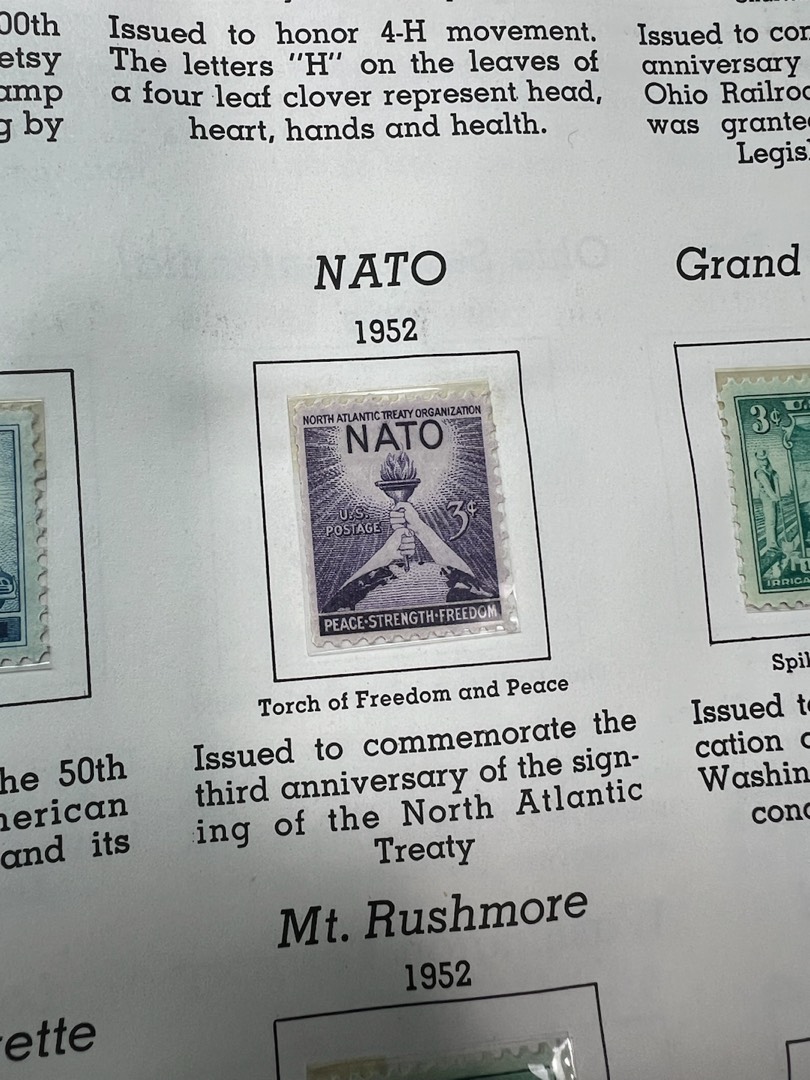 00th
etsy
amp
g by
Issued to honor 4-H movement.
The letters "H" on the leaves of
a four leaf clover represent head,
heart, hands and health.
Issued to con
anniversary
Ohio Railroa
was grante
Legis
NATO
1952
NORTH ATLANTIC TREATY ORGANIZATION
NATO
U.S.
POSTAGE
3¢
PEACE·STRENGTH·FREEDOM
Torch of Freedom and Peace
Issued to commemorate the
third anniversary of the sign-
ing of the North Atlantic
Treaty
Grand
3¢
U.
IRRIGA
Spil
Issued t
cation
Washin
conc
he 50th
nerican
and its
Mt. Rushmore
1952
ette